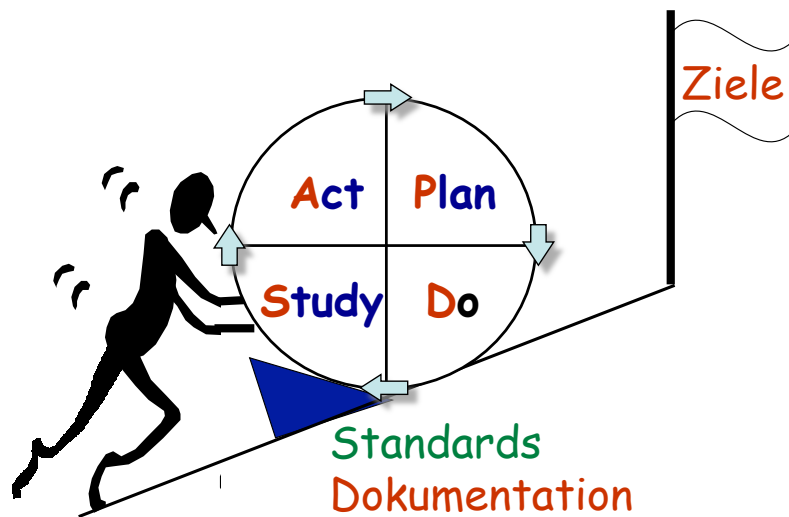 Ziele
Act Plan
Study Do
Standards
Dokumentation